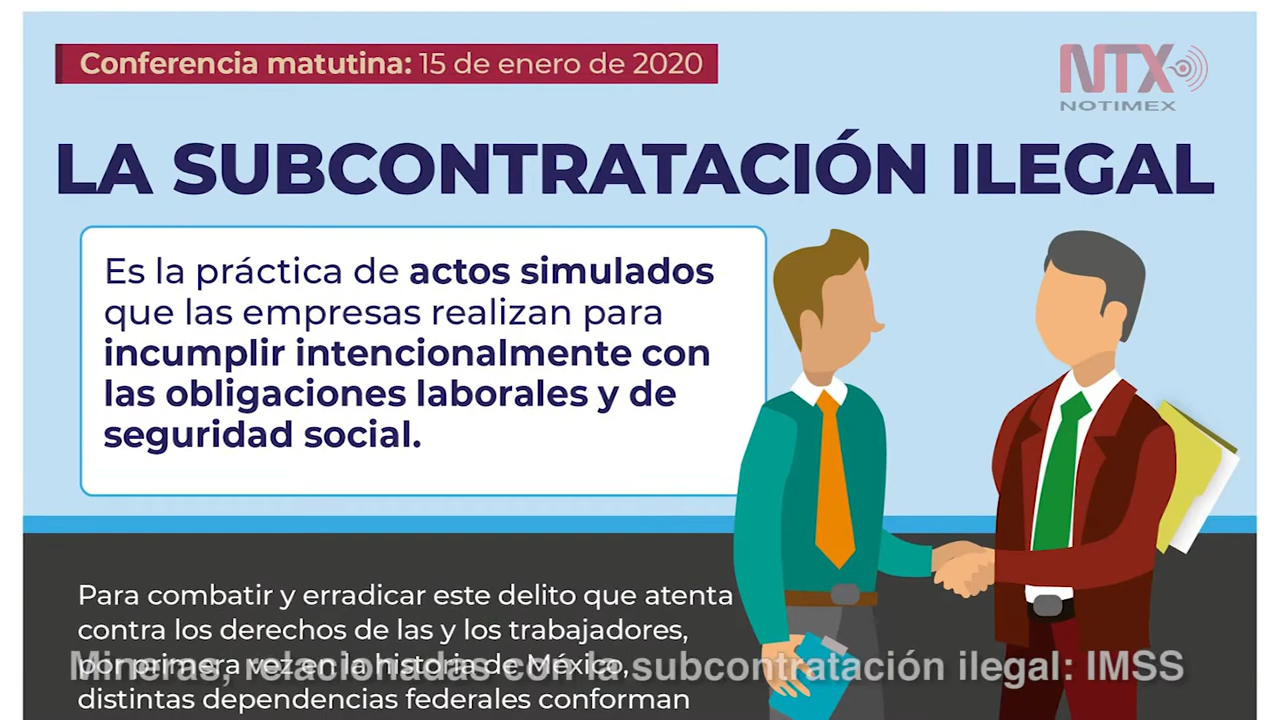 Conferencia matutina: 15 de enero de 2020
NTX
NOTIMEX
LA SUBCONTRATACIÓN ILEGAL
Es la práctica de actos simulados
que las empresas realizan para
incumplir intencionalmente con
las obligaciones laborales y de
seguridad social.
Para combatir y erradicar este delito que atenta
contra los derechos de las y los trabajadores,
por primera vez en la historia de México,
Mineras, relacionadas con la subcontratación ilegal: IMSS
distintas dependencias federales conforman